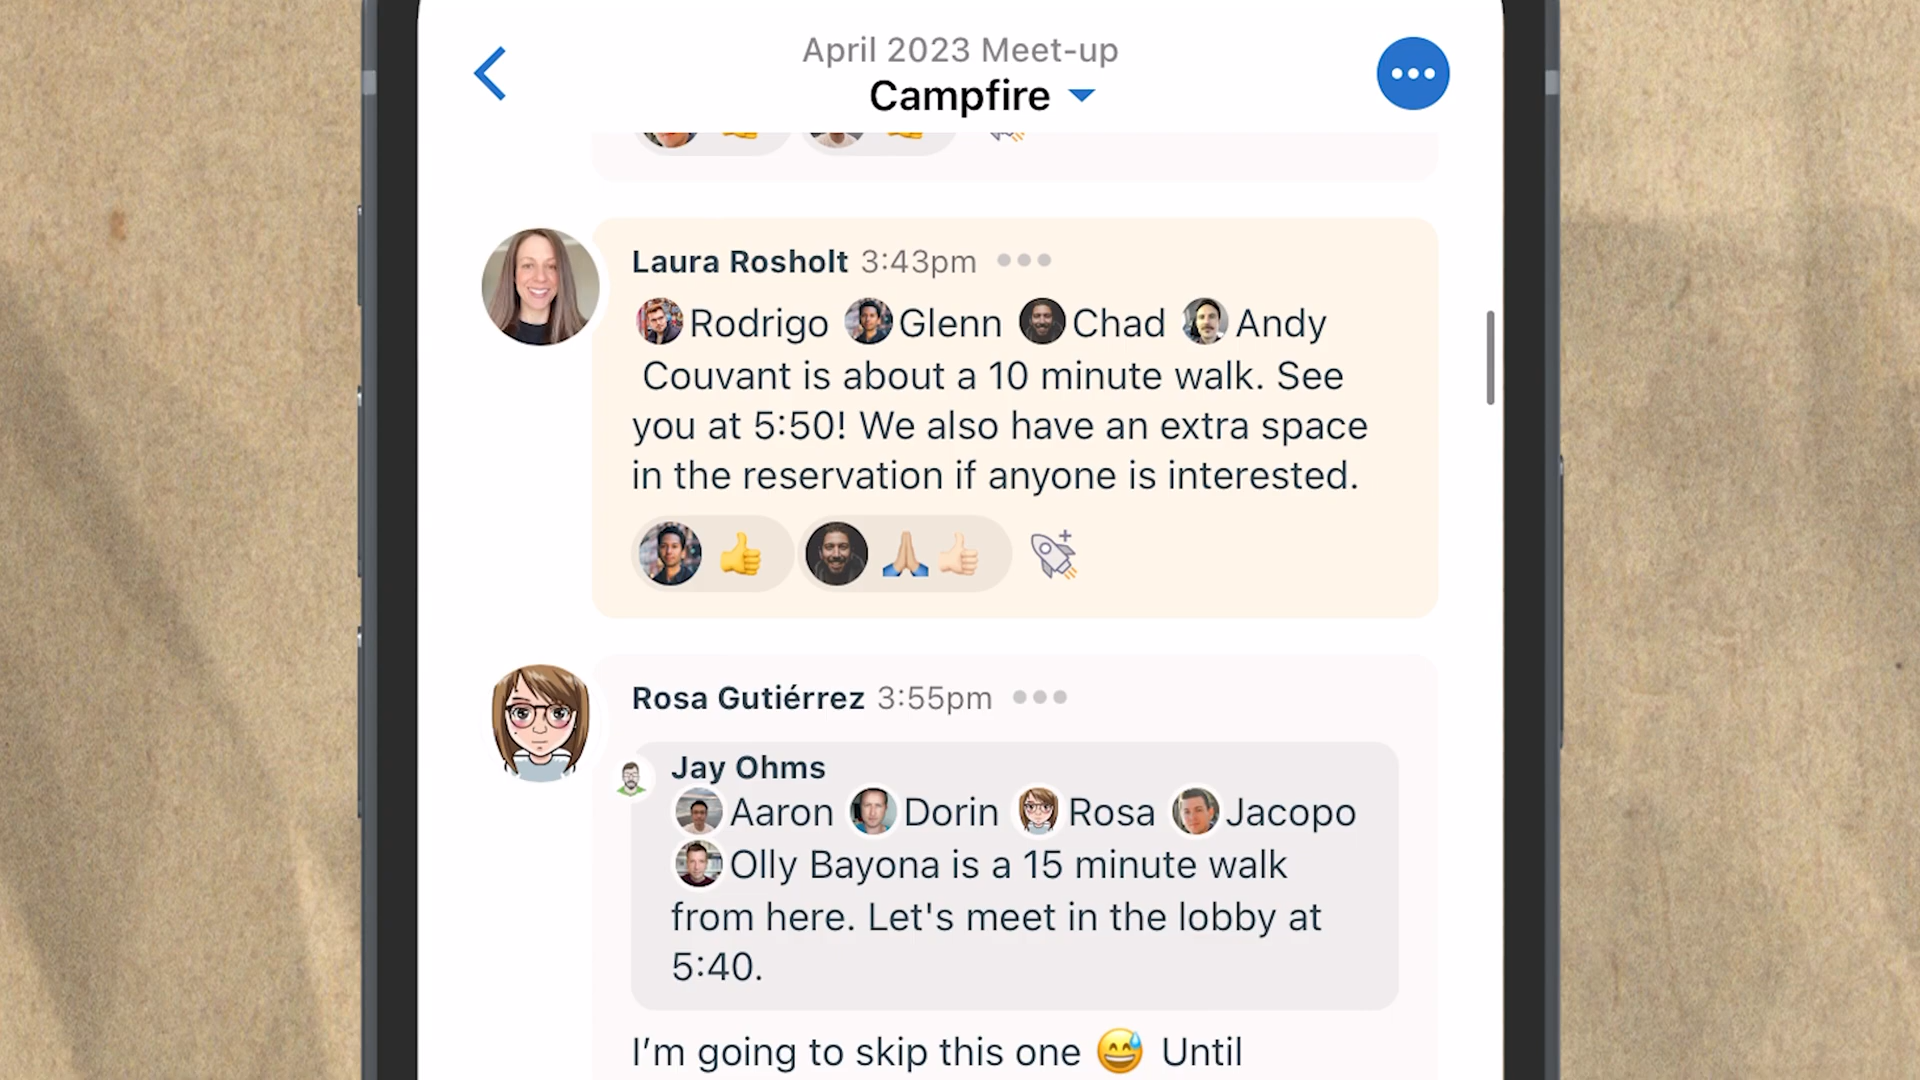 April 2023 Meet-up
Campfire
Laura Rosholt 3:43pm
Rodrigo Glenn Chad Andy
Couvant is about a 10 minute walk. See
you at 5:50! We also have an extra space
in the reservation if anyone is interested.
Rosa Gutiérrez 3:55pm
Jay Ohms
Aaron Dorin Rosa Jacopo
Olly Bayona is a 15 minute walk
from here. Let's meet in the lobby at
5:40.
I’m going to skip this one 😅 Until